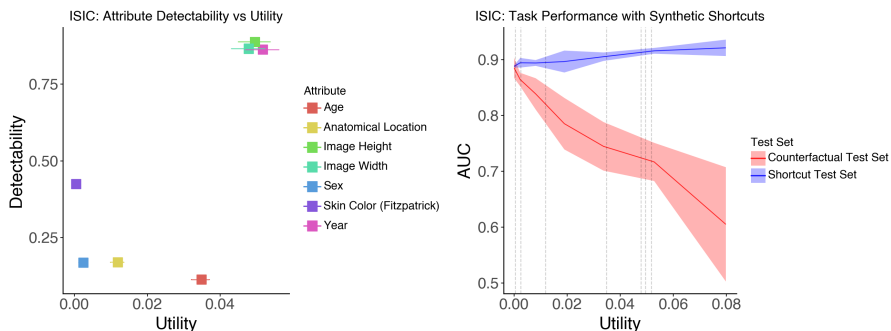 ISIC: Attribute Detectability vs Utility
Detectability
0.75
0.50
0.25
0.00
0.02
0.04
Utility
Attribute
Age
Anatomical Location
Image Height
Image Width
Sex
Skin Color (Fitzpatrick)
Year
ISIC: Task Performance with Synthetic Shortcuts
AUC
0.9
0.8
0.7
0.6
0.5
0.00
0.02
0.04
0.06
0.08
Utility
Test Set
Counterfactual Test Set
Shortcut Test Set